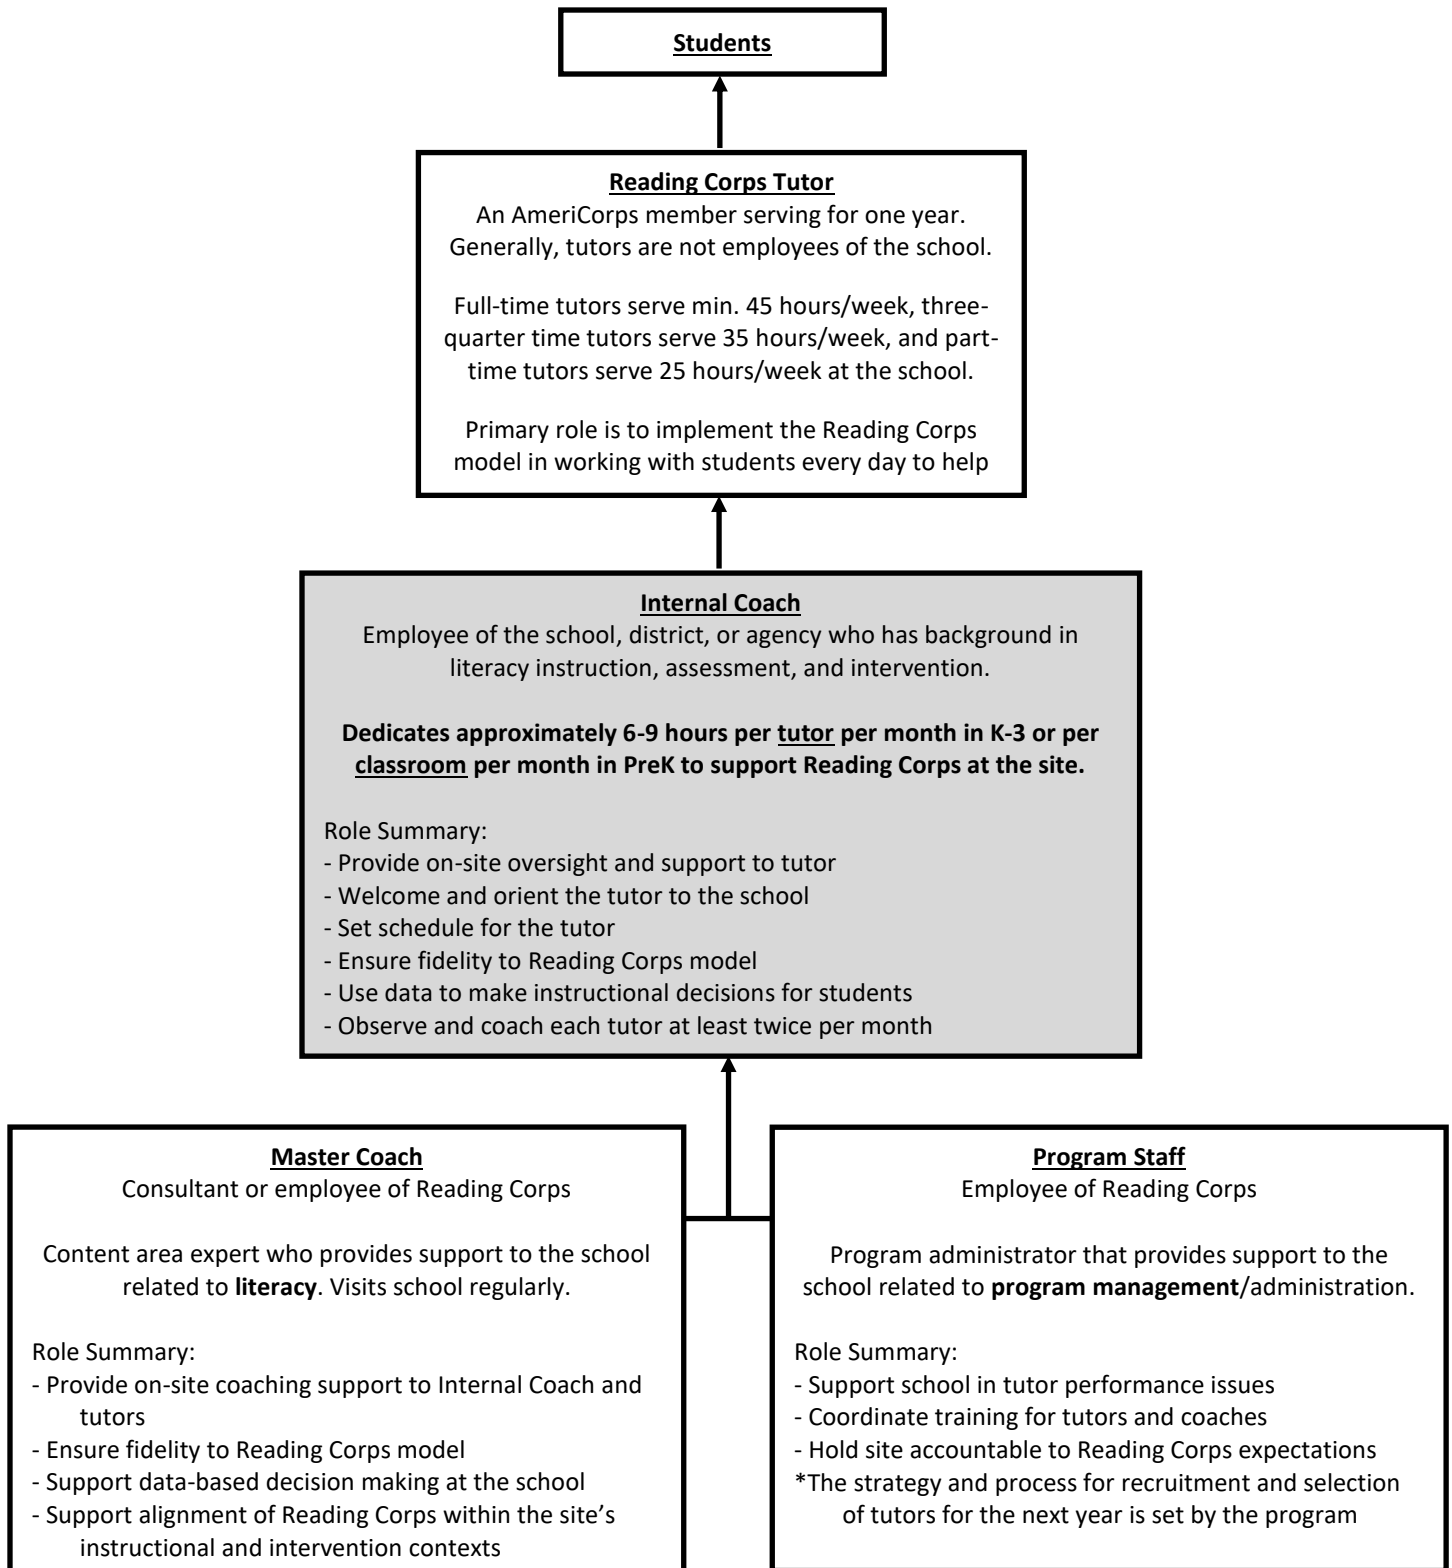 Students
Reading Corps Tutor
An AmeriCorps member serving for one year.
Generally, tutors are not employees of the school.
Full-time tutors serve min. 45 hours/week, three-
quarter time tutors serve 35 hours/week, and part-
time tutors serve 25 hours/week at the school.
Primary role is to implement the Reading Corps
model in working with students every day to help
Internal Coach
Employee of the school, district, or agency who has background in
literacy instruction, assessment, and intervention.
Dedicates approximately 6-9 hours per tutor per month in K-3 or per
classroom per month in PreK to support Reading Corps at the site.
Role Summary:
- Provide on-site oversight and support to tutor
- Welcome and orient the tutor to the school
- Set schedule for the tutor
- Ensure fidelity to Reading Corps model
- Use data to make instructional decisions for students
- Observe and coach each tutor at least twice per month
Master Coach
Consultant or employee of Reading Corps
Content area expert who provides support to the school
related to literacy. Visits school regularly.
Role Summary:
- Provide on-site coaching support to Internal Coach and
tutors
- Ensure fidelity to Reading Corps model
- Support data-based decision making at the school
- Support alignment of Reading Corps within the site’s
instructional and intervention contexts
Program Staff
Employee of Reading Corps
Program administrator that provides support to the
school related to program management/administration.
Role Summary:
- Support school in tutor performance issues
- Coordinate training for tutors and coaches
- Hold site accountable to Reading Corps expectations
*The strategy and process for recruitment and selection
of tutors for the next year is set by the program